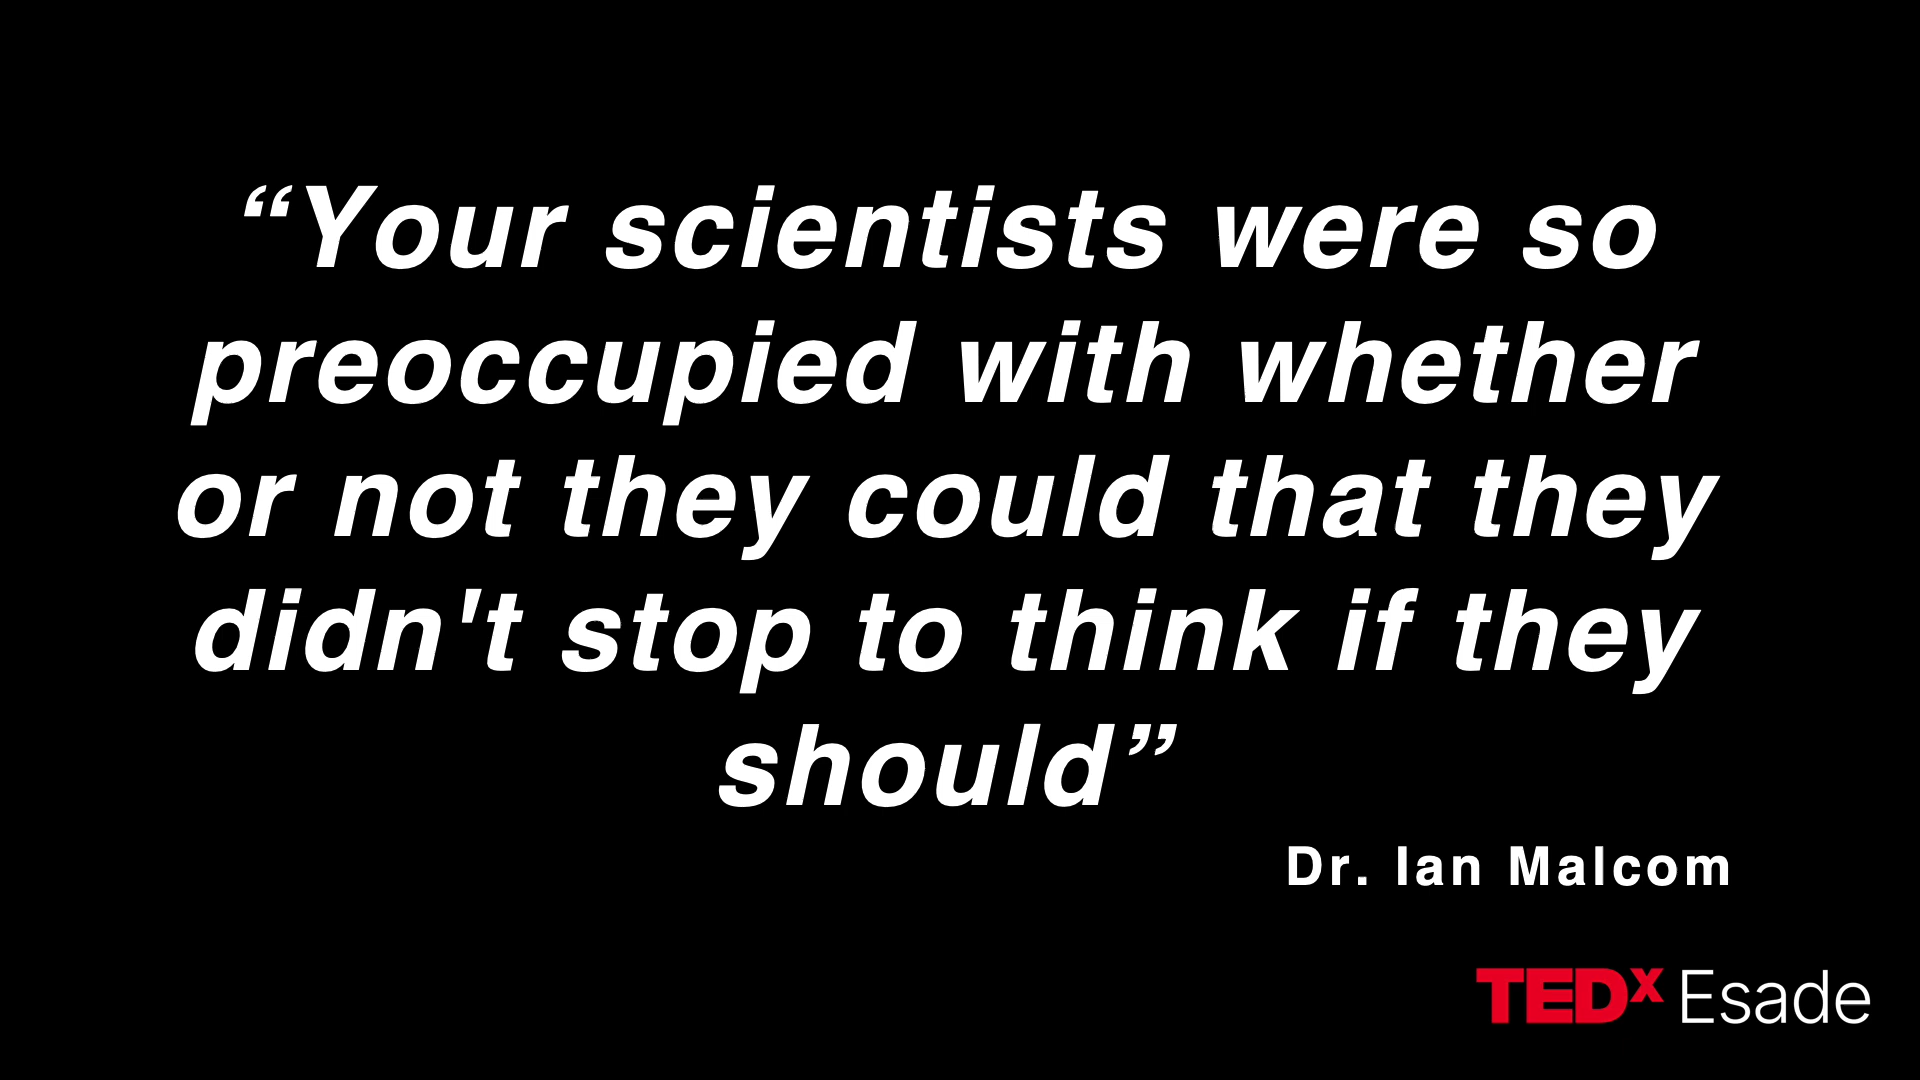 “Your scientists were so
preoccupied with whether
or not they could that they
didn't stop to think if they
should”
Dr. Ian Malcom
TEDx Esade